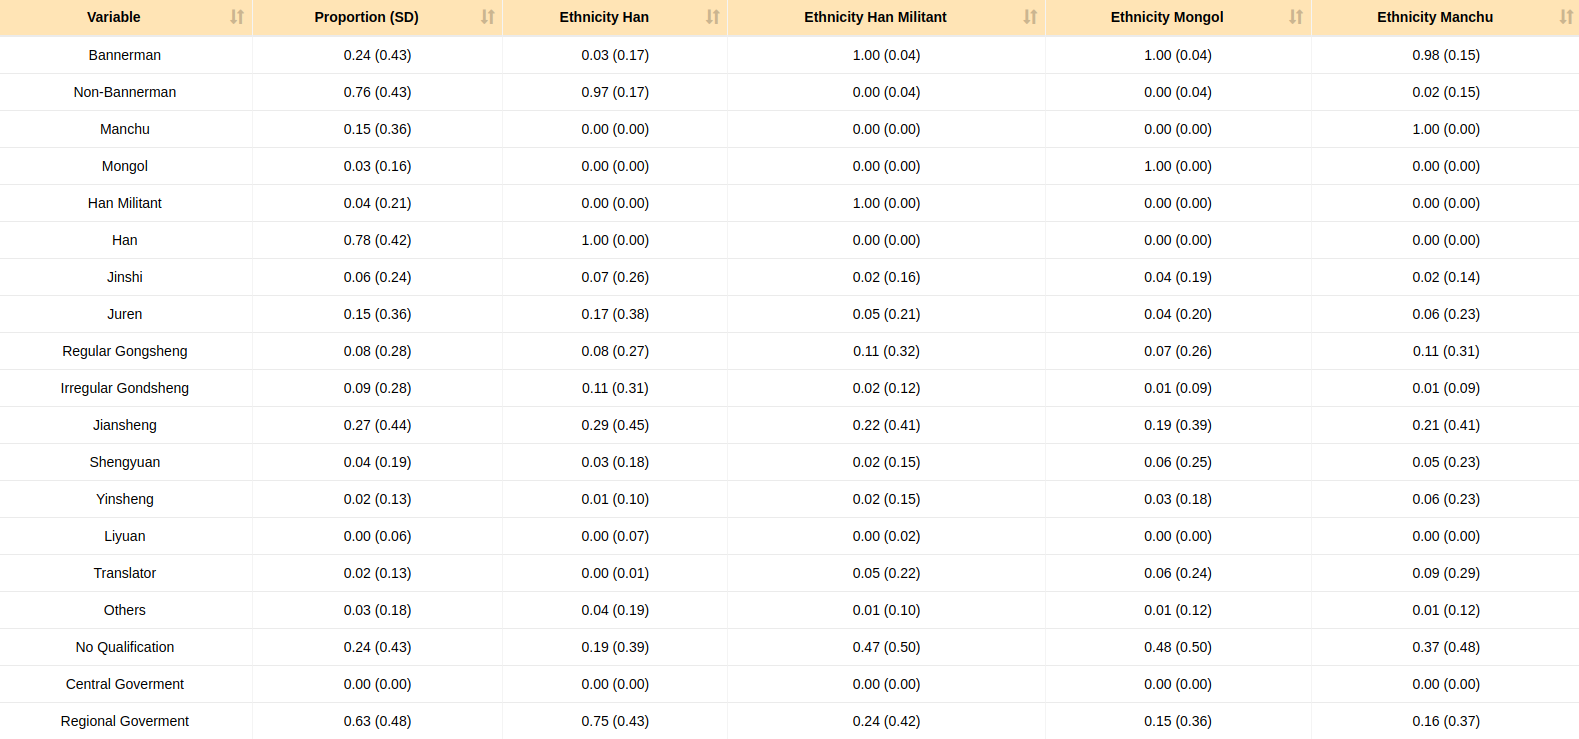 Variable Proportion (SD) Ethnicity Han Ethnicity Han Militant Ethnicity Mongol Ethnicity Manchu
Bannerman 0.24 (0.43) 0.03 (0.17) 1.00 (0.04) 1.00 (0.04) 0.98 (0.15)
Non-Bannerman 0.76 (0.43) 0.97 (0.17) 0.00 (0.04) 0.00 (0.04) 0.02 (0.15)
Manchu 0.15 (0.36) 0.00 (0.00) 0.00 (0.00) 0.00 (0.00) 1.00 (0.00)
Mongol 0.03 (0.16) 0.00 (0.00) 0.00 (0.00) 1.00 (0.00) 0.00 (0.00)
Han Militant 0.04 (0.21) 0.00 (0.00) 1.00 (0.00) 0.00 (0.00) 0.00 (0.00)
Han 0.78 (0.42) 1.00 (0.00) 0.00 (0.00) 0.00 (0.00) 0.00 (0.00)
Jinshi 0.06 (0.24) 0.07 (0.26) 0.02 (0.16) 0.04 (0.19) 0.02 (0.14)
Juren 0.15 (0.36) 0.17 (0.38) 0.05 (0.21) 0.04 (0.20) 0.06 (0.23)
Regular Gongsheng 0.08 (0.28) 0.08 (0.27) 0.11 (0.32) 0.07 (0.26) 0.11 (0.31)
Irregular Gondsheng 0.09 (0.28) 0.11 (0.31) 0.02 (0.12) 0.01 (0.09) 0.01 (0.09)
Jiansheng 0.27 (0.44) 0.29 (0.45) 0.22 (0.41) 0.19 (0.39) 0.21 (0.41)
Shengyuan 0.04 (0.19) 0.03 (0.18) 0.02 (0.15) 0.06 (0.25) 0.05 (0.23)
Yinsheng 0.02 (0.13) 0.01 (0.10) 0.02 (0.15) 0.03 (0.18) 0.06 (0.23)
Liyuan 0.00 (0.06) 0.00 (0.07) 0.00 (0.02) 0.00 (0.00) 0.00 (0.00)
Translator 0.02 (0.13) 0.00 (0.01) 0.05 (0.22) 0.06 (0.24) 0.09 (0.29)
Others 0.03 (0.18) 0.04 (0.19) 0.01 (0.10) 0.01 (0.12) 0.01 (0.12)
No Qualification 0.24 (0.43) 0.19 (0.39) 0.47 (0.50) 0.48 (0.50) 0.37 (0.48)
Central Goverment 0.00 (0.00) 0.00 (0.00) 0.00 (0.00) 0.00 (0.00) 0.00 (0.00)
Regional Goverment 0.63 (0.48) 0.75 (0.43) 0.24 (0.42) 0.15 (0.36) 0.16 (0.37)